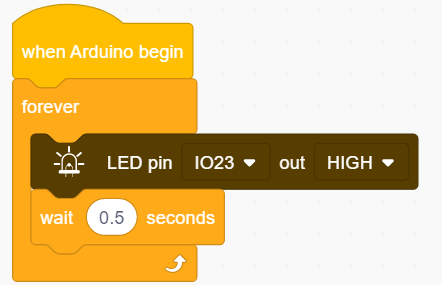 when Arduino begin
forever
LED pin IO23 out HIGH
wait 0.5 seconds